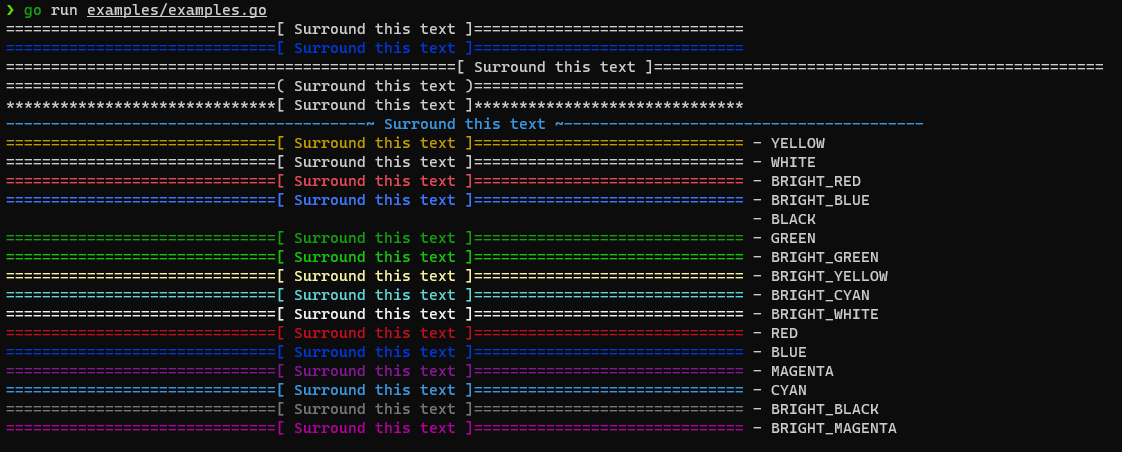 ❯ go run examples/examples.go
==============================[ Surround this text ]==============================
==============================[ Surround this text ]==============================
==================================================[ Surround this text ]==================================================
==============================( Surround this text )==============================
******************************[ Surround this text ]******************************
----------------------------------------~ Surround this text ~----------------------------------------
==============================[ Surround this text ]============================== - YELLOW
==============================[ Surround this text ]============================== - WHITE
==============================[ Surround this text ]============================== - BRIGHT_RED
==============================[ Surround this text ]============================== - BRIGHT_BLUE
- BLACK
==============================[ Surround this text ]============================== - GREEN
==============================[ Surround this text ]============================== - BRIGHT_GREEN
==============================[ Surround this text ]============================== - BRIGHT_YELLOW
==============================[ Surround this text ]============================== - BRIGHT_CYAN
==============================[ Surround this text ]============================== - BRIGHT_WHITE
==============================[ Surround this text ]============================== - RED
==============================[ Surround this text ]============================== - BLUE
==============================[ Surround this text ]============================== - MAGENTA
==============================[ Surround this text ]============================== - CYAN
==============================[ Surround this text ]============================== - BRIGHT_BLACK
==============================[ Surround this text ]============================== - BRIGHT_MAGENTA